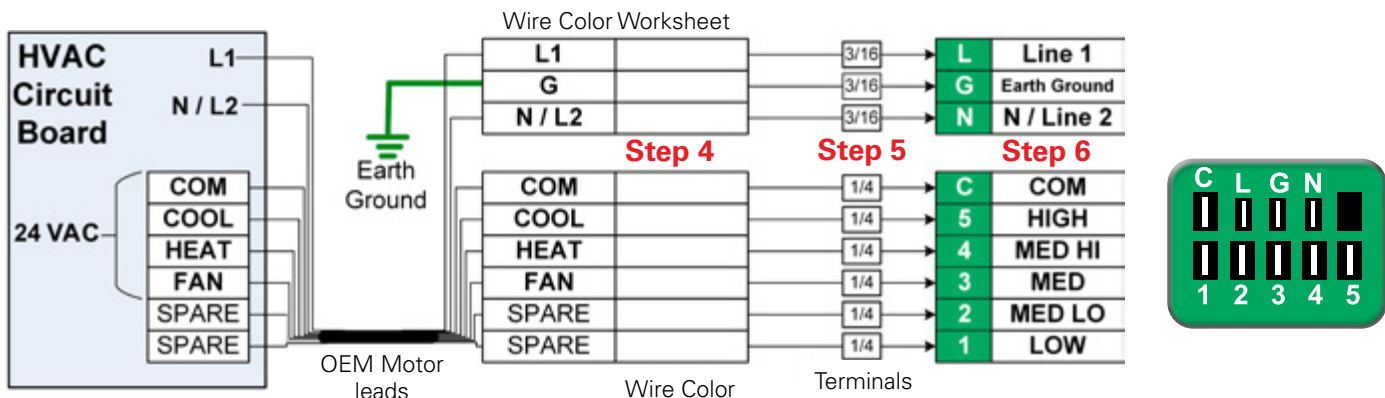 Wire Color Worksheet
HVAC
Circuit
Board
L1
N / L2
24 VAC
COM
COOL
HEAT
FAN
SPARE
SPARE
OEM Motor
leads
Earth
Ground
L1
G
N / L2
3/16
3/16
3/16
L Line 1
G Earth Ground
N N / Line 2
Step 4 Step 5 Step 6
COM
COOL
HEAT
FAN
SPARE
SPARE
Wire Color
1/4
1/4
1/4
1/4
1/4
1/4
Terminals
C COM
5 HIGH
4 MED HI
3 MED
2 MED LO
1 LOW
C L G N
1 2 3 4 5